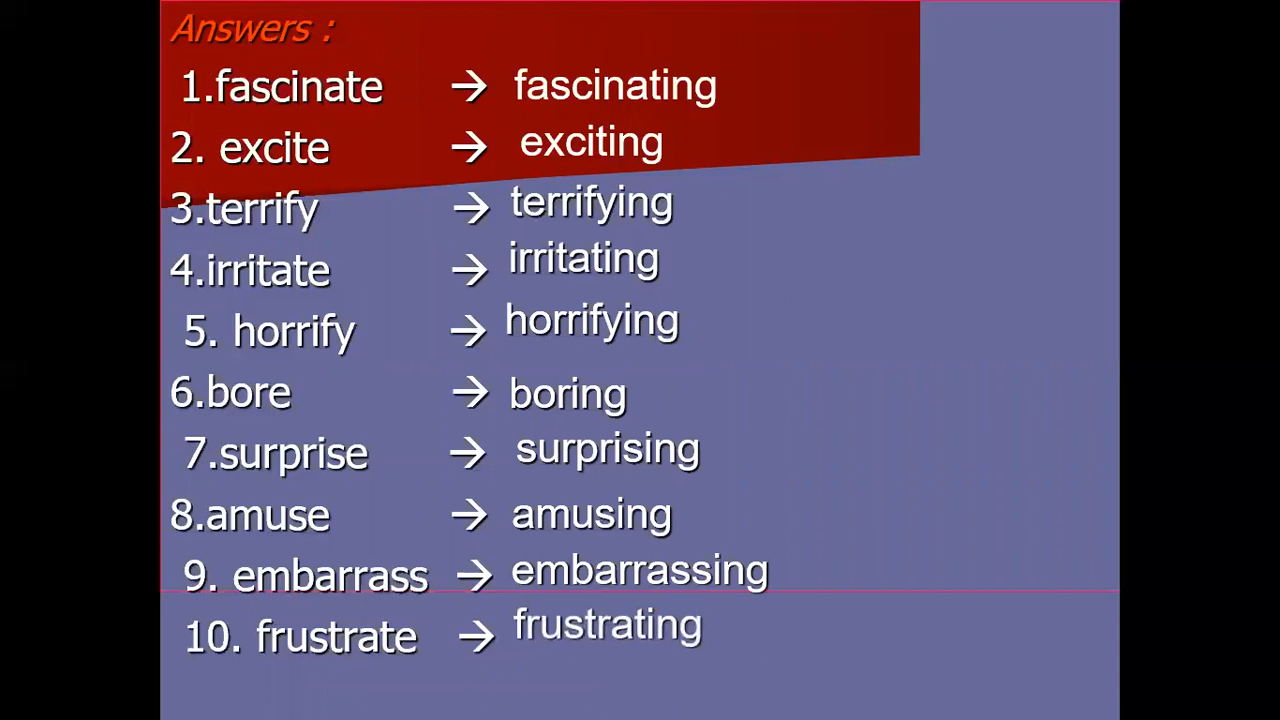 Answers :
1.fascinate → fascinating
2. excite → exciting
3.terrify → terrifying
4.irritate → irritating
5. horrify → horrifying
6.bore → boring
7.surprise → surprising
8.amuse → amusing
9. embarrass → embarrassing
10. frustrate → frustrating